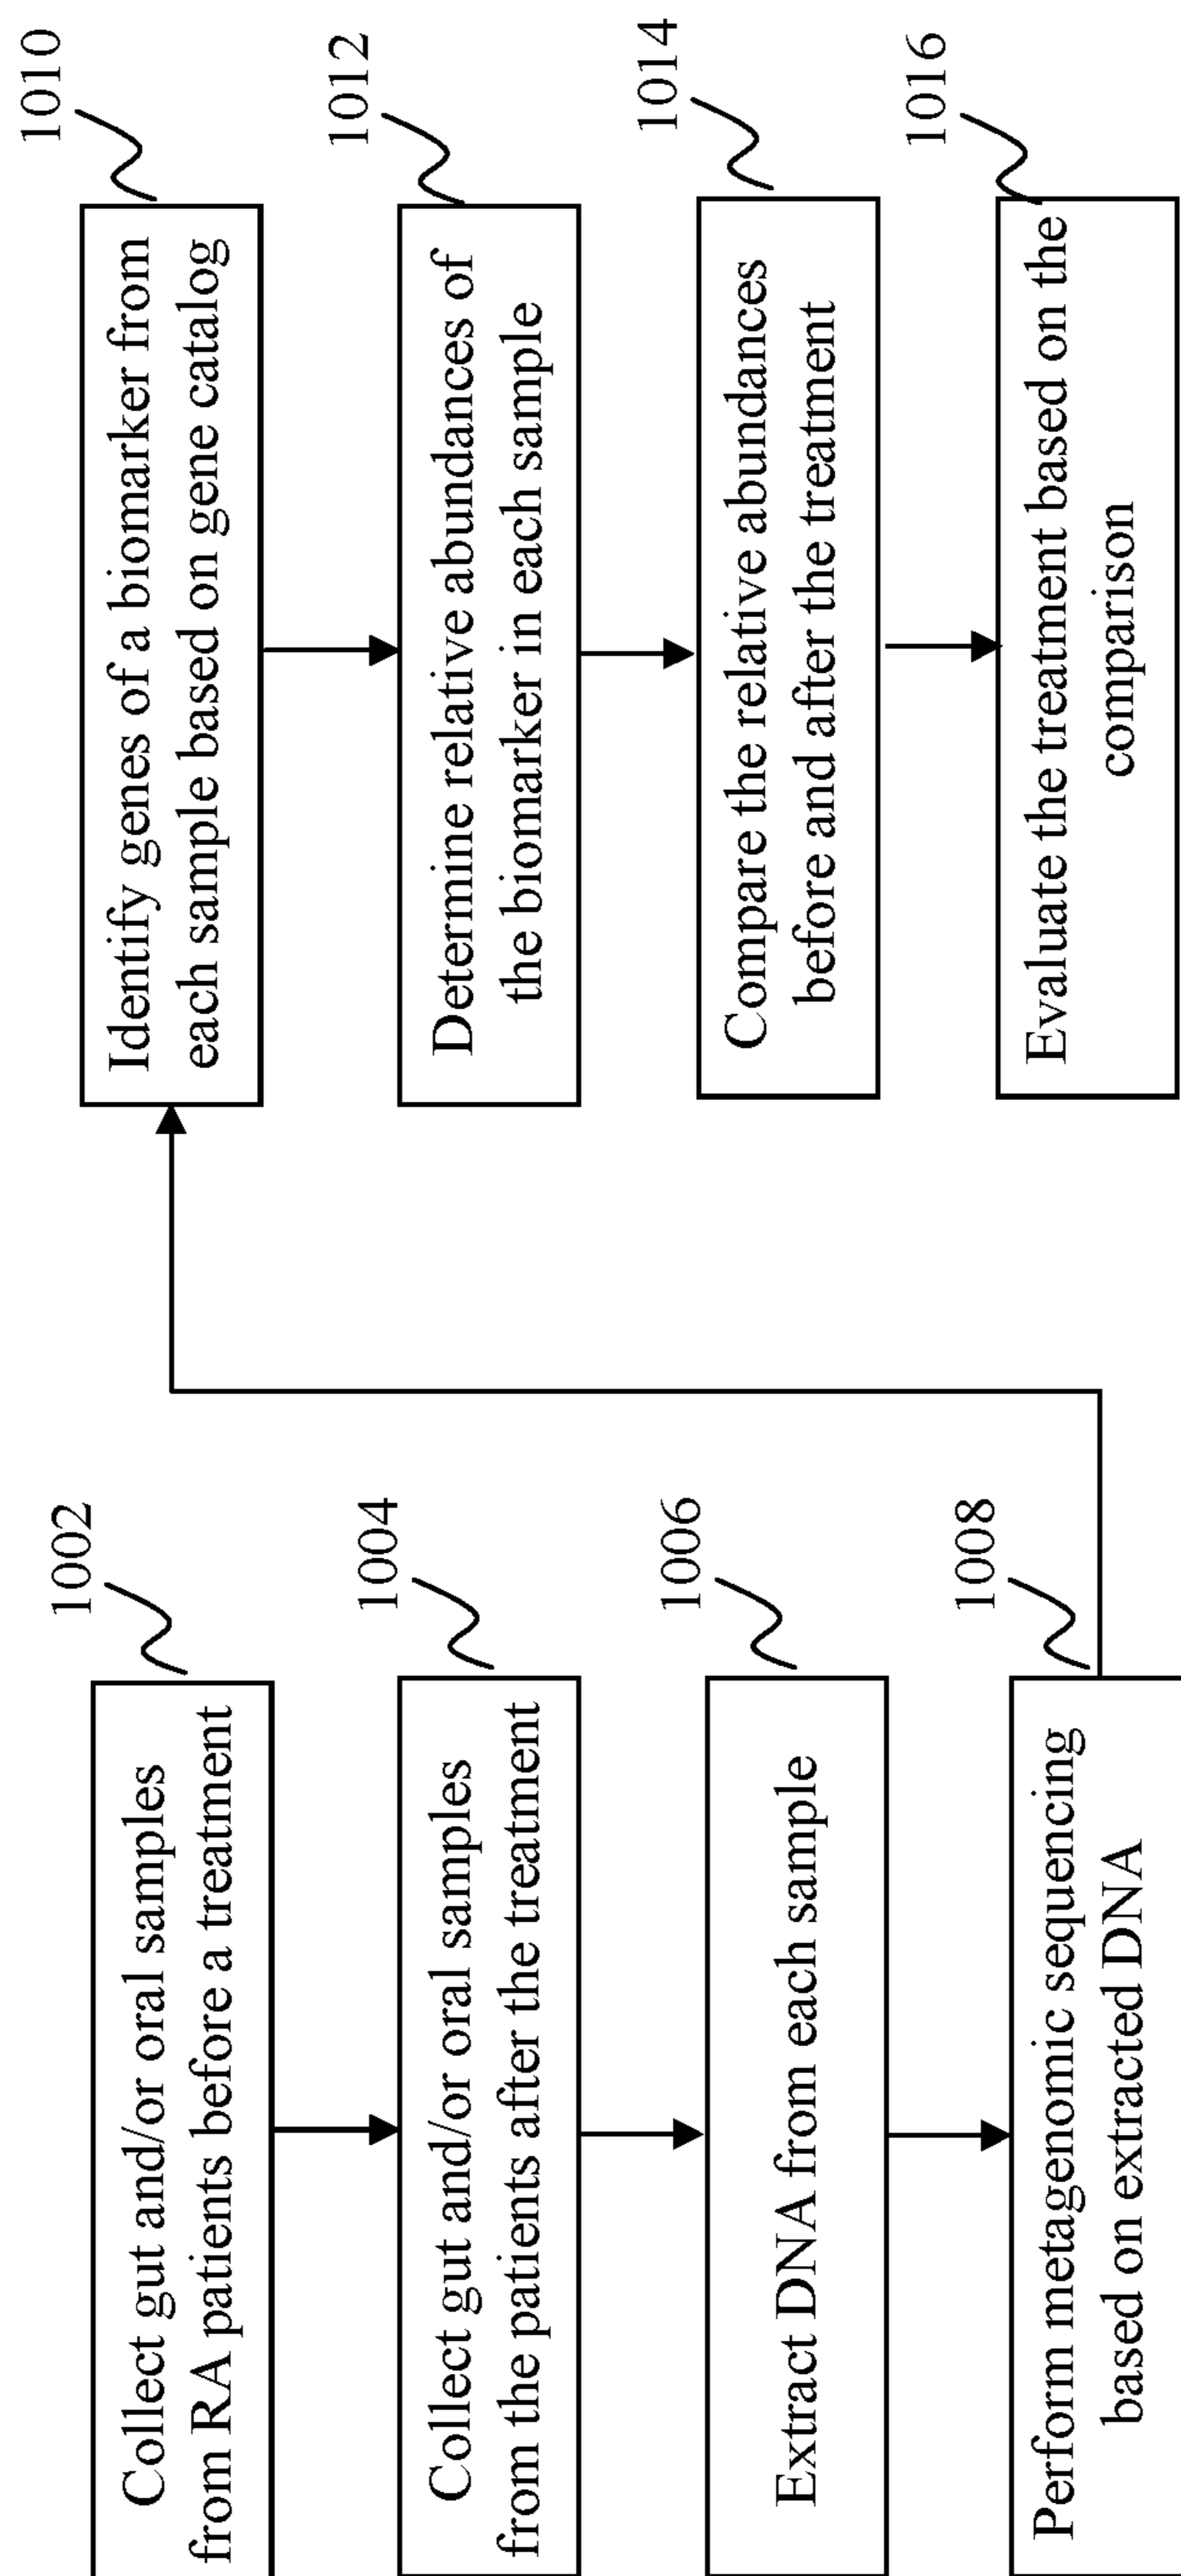 1002
Collect gut and/or oral samples
from RA patients before a treatment
1004
Collect gut and/or oral samples
from the patients after the treatment
1006
Extract DNA from each sample
1008
Perform metagenomic sequencing
based on extracted DNA
1010
Identify genes of a biomarker from
each sample based on gene catalog
1012
Determine relative abundances of
the biomarker in each sample
1014
Compare the relative abundances
before and after the treatment
1016
Evaluate the treatment based on the
comparison